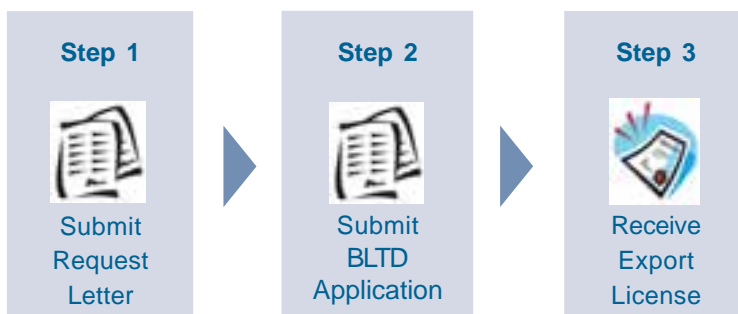 Step 1
Submit
Request
Letter
Step 2
Submit
BLTD
Application
Step 3
Receive
Export
License